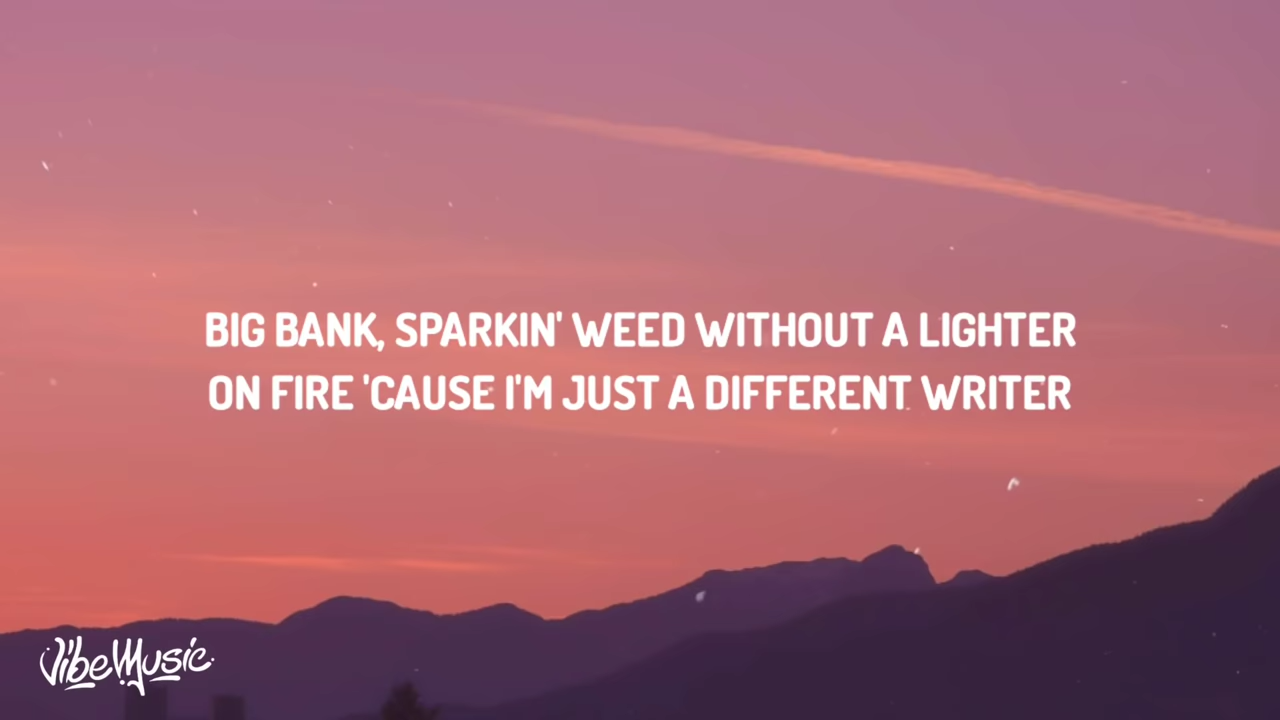 BIG BANK, SPARKIN' WEED WITHOUT A LIGHTER
ON FIRE 'CAUSE I'M JUST A DIFFERENT WRITER
VibeMusic